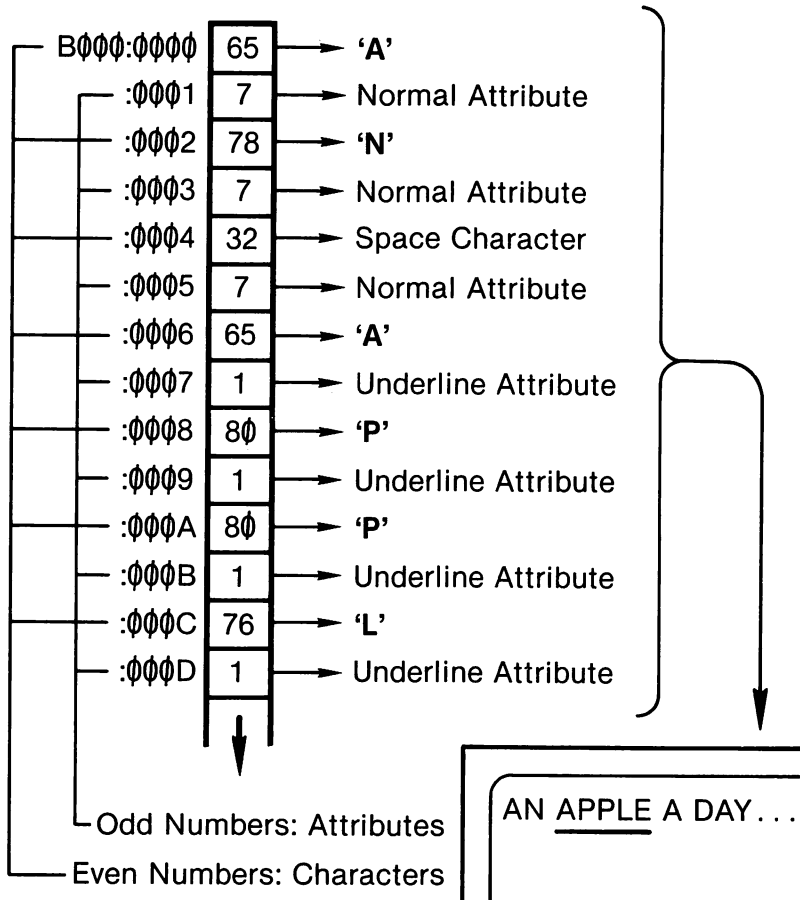 BØØØ:ØØØØ 65 ‘A’
:ØØØ1 7 Normal Attribute
:ØØØ2 78 ‘N’
:ØØØ3 7 Normal Attribute
:ØØØ4 32 Space Character
:ØØØ5 7 Normal Attribute
:ØØØ6 65 ‘A’
:ØØØ7 1 Underline Attribute
:ØØØ8 8Ø ‘P’
:ØØØ9 1 Underline Attribute
:ØØØA 8Ø ‘P’
:ØØØB 1 Underline Attribute
:ØØØC 76 ‘L’
:ØØØD 1 Underline Attribute
AN APPLE A DAY...
Odd Numbers: Attributes
Even Numbers: Characters